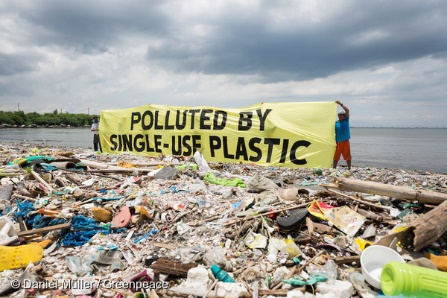 POLLUTED BY
SINGLE-USE PLASTIC
© Daniel Müller / Greenpeace